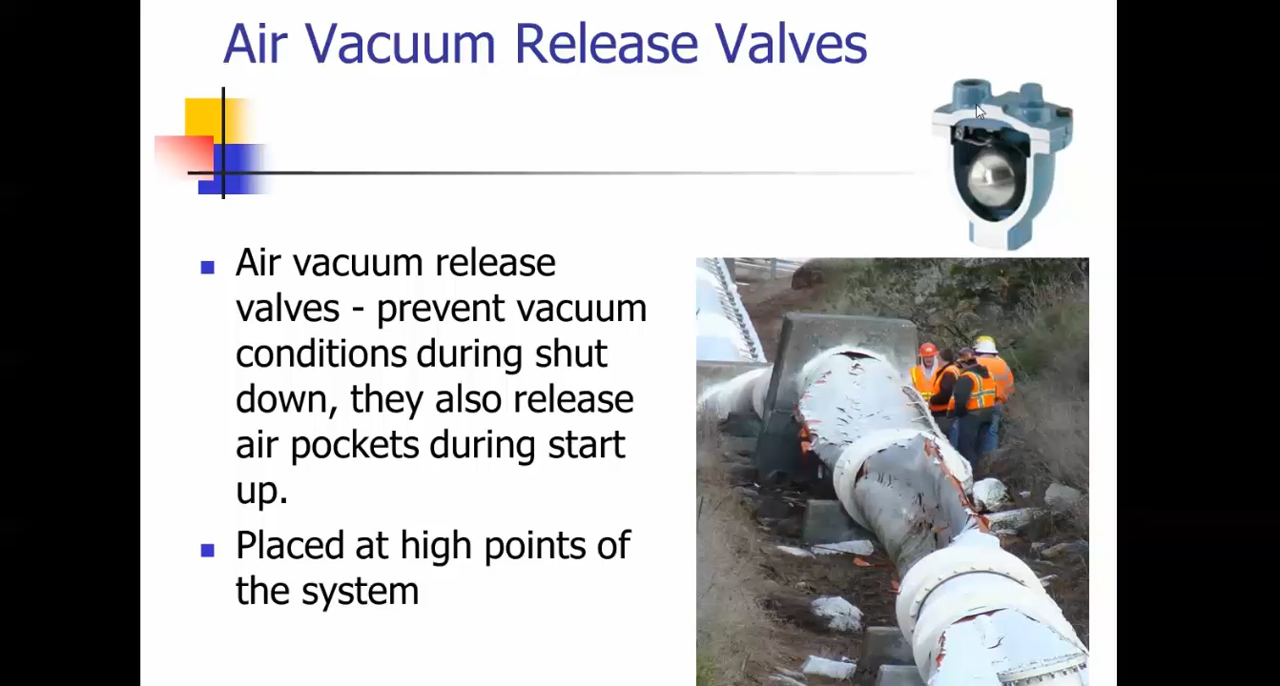 Air Vacuum Release Valves
Air vacuum release
valves - prevent vacuum
conditions during shut
down, they also release
air pockets during start
up.
Placed at high points of
the system